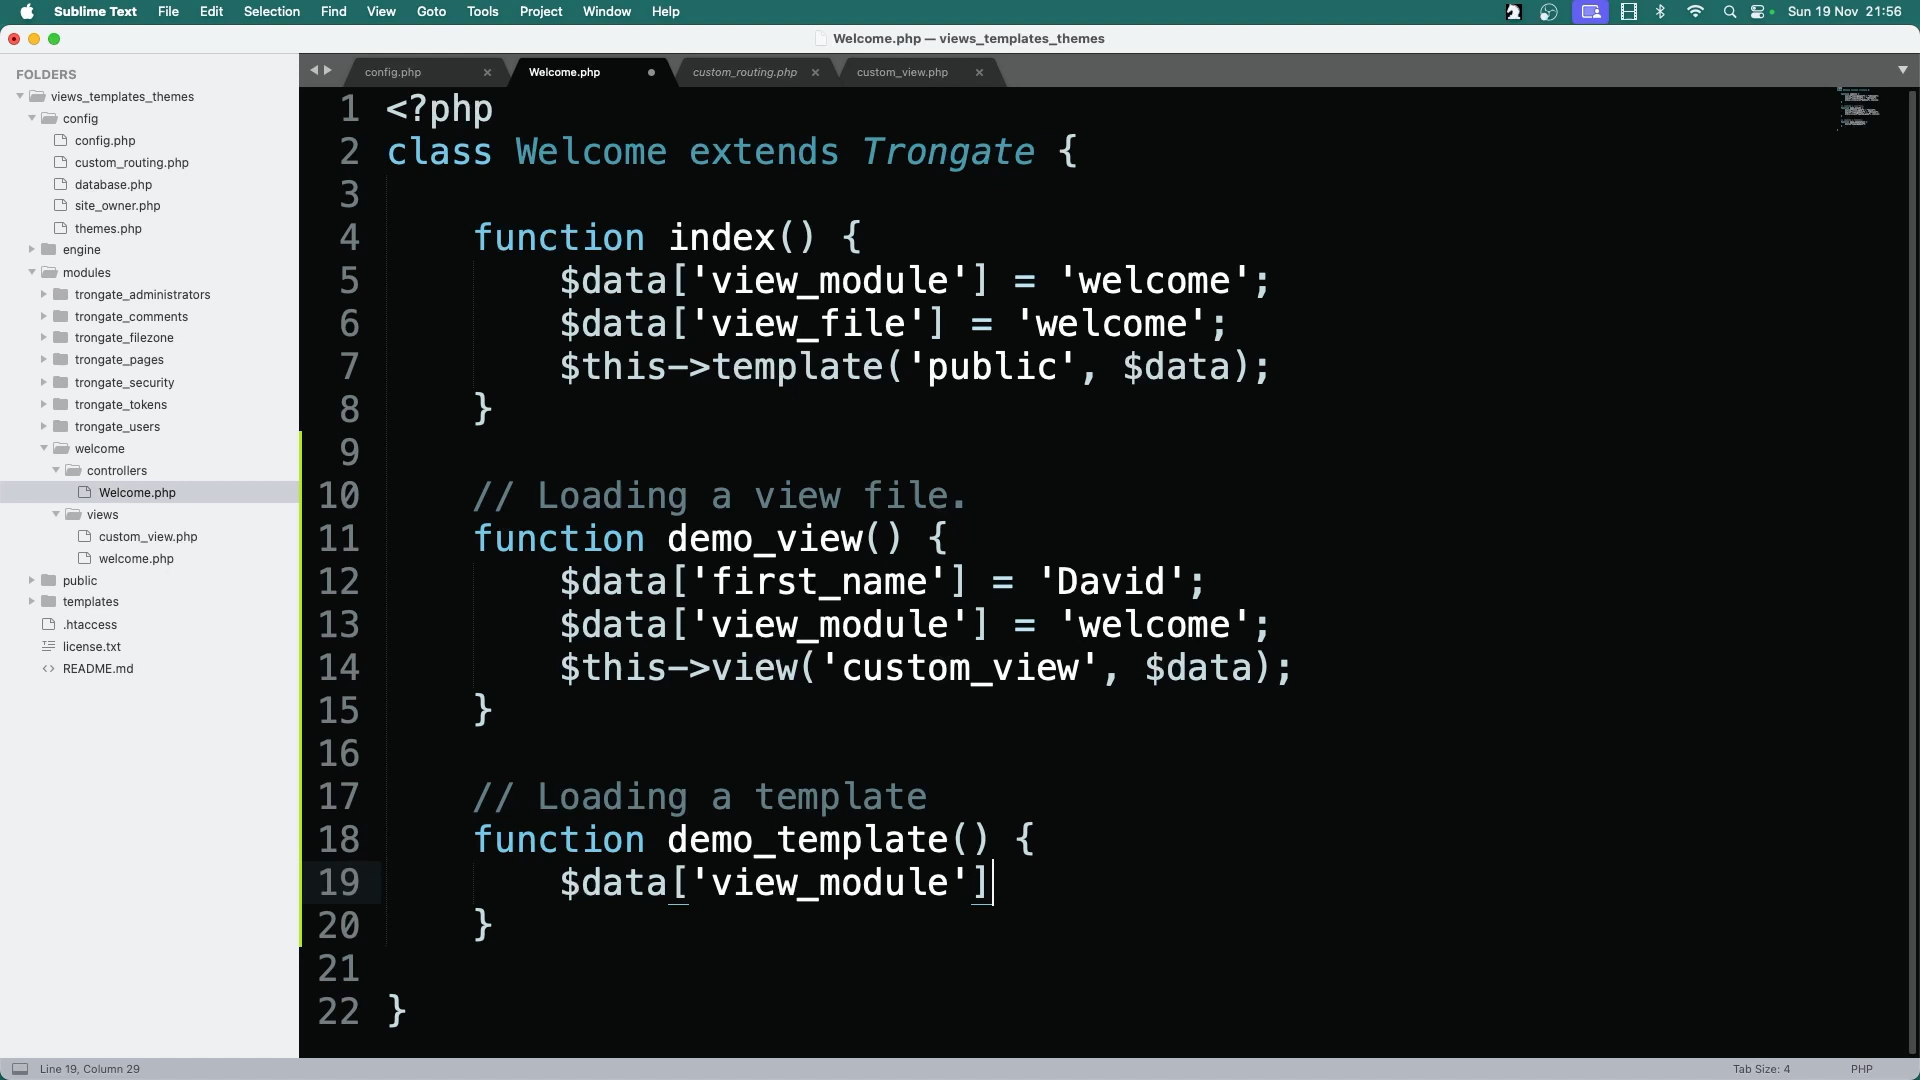 Sublime Text File Edit Selection Find View Goto Tools Project Window Help Sun 19 Nov 21:56
Welcome.php — views_templates_themes
FOLDERS
views_templates_themes
config
config.php
custom_routing.php
database.php
site_owner.php
themes.php
engine
modules
trongate_administrators
trongate_comments
trongate_filezone
trongate_pages
trongate_security
trongate_tokens
trongate_users
welcome
controllers
Welcome.php
views
custom_view.php
welcome.php
public
templates
.htaccess
license.txt
README.md
config.php Welcome.php custom_routing.php custom_view.php
1 <?php
2 class Welcome extends Trongate {
3
4 function index() {
5 $data['view_module'] = 'welcome';
6 $data['view_file'] = 'welcome';
7 $this->template('public', $data);
8 }
9
10 // Loading a view file.
11 function demo_view() {
12 $data['first_name'] = 'David';
13 $data['view_module'] = 'welcome';
14 $this->view('custom_view', $data);
15 }
16
17 // Loading a template
18 function demo_template() {
19 $data['view_module']
20 }
21
22 }
Line 19, Column 29 Tab Size: 4 PHP